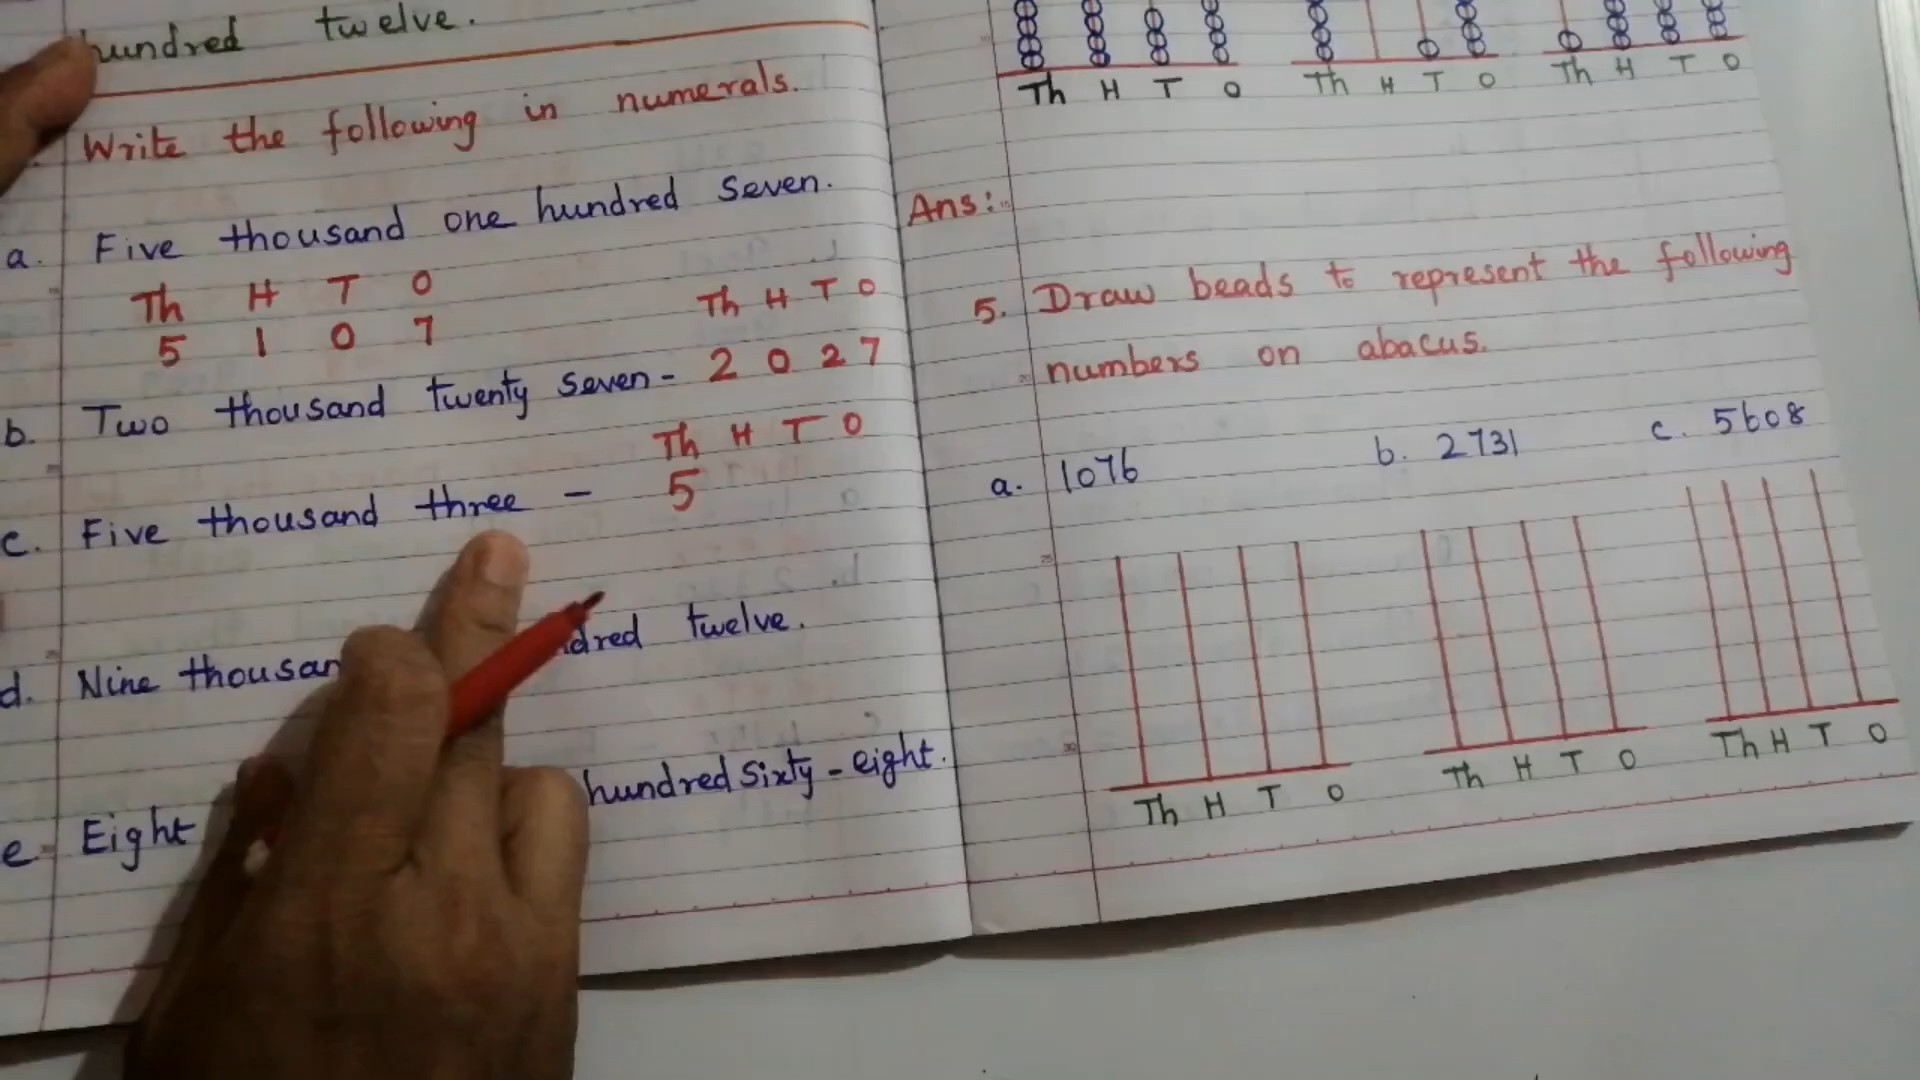 hundred twelve.
Write the following in numerals.
a. Five thousand one hundred seven.
Th H T O
5 1 0 7
Th H T O
b. Two thousand twenty seven - 2 0 2 7
Th H T O
c. Five thousand three - 5
d. Nine thousan dred twelve.
e. Eight hundred sixty-eight.
Th H T O Th H T O Th H T O
Ans:
5. Draw beads to represent the following
numbers on abacus.
a. 1076 b. 2731 c. 5608
Th H T O Th H T O Th H T O